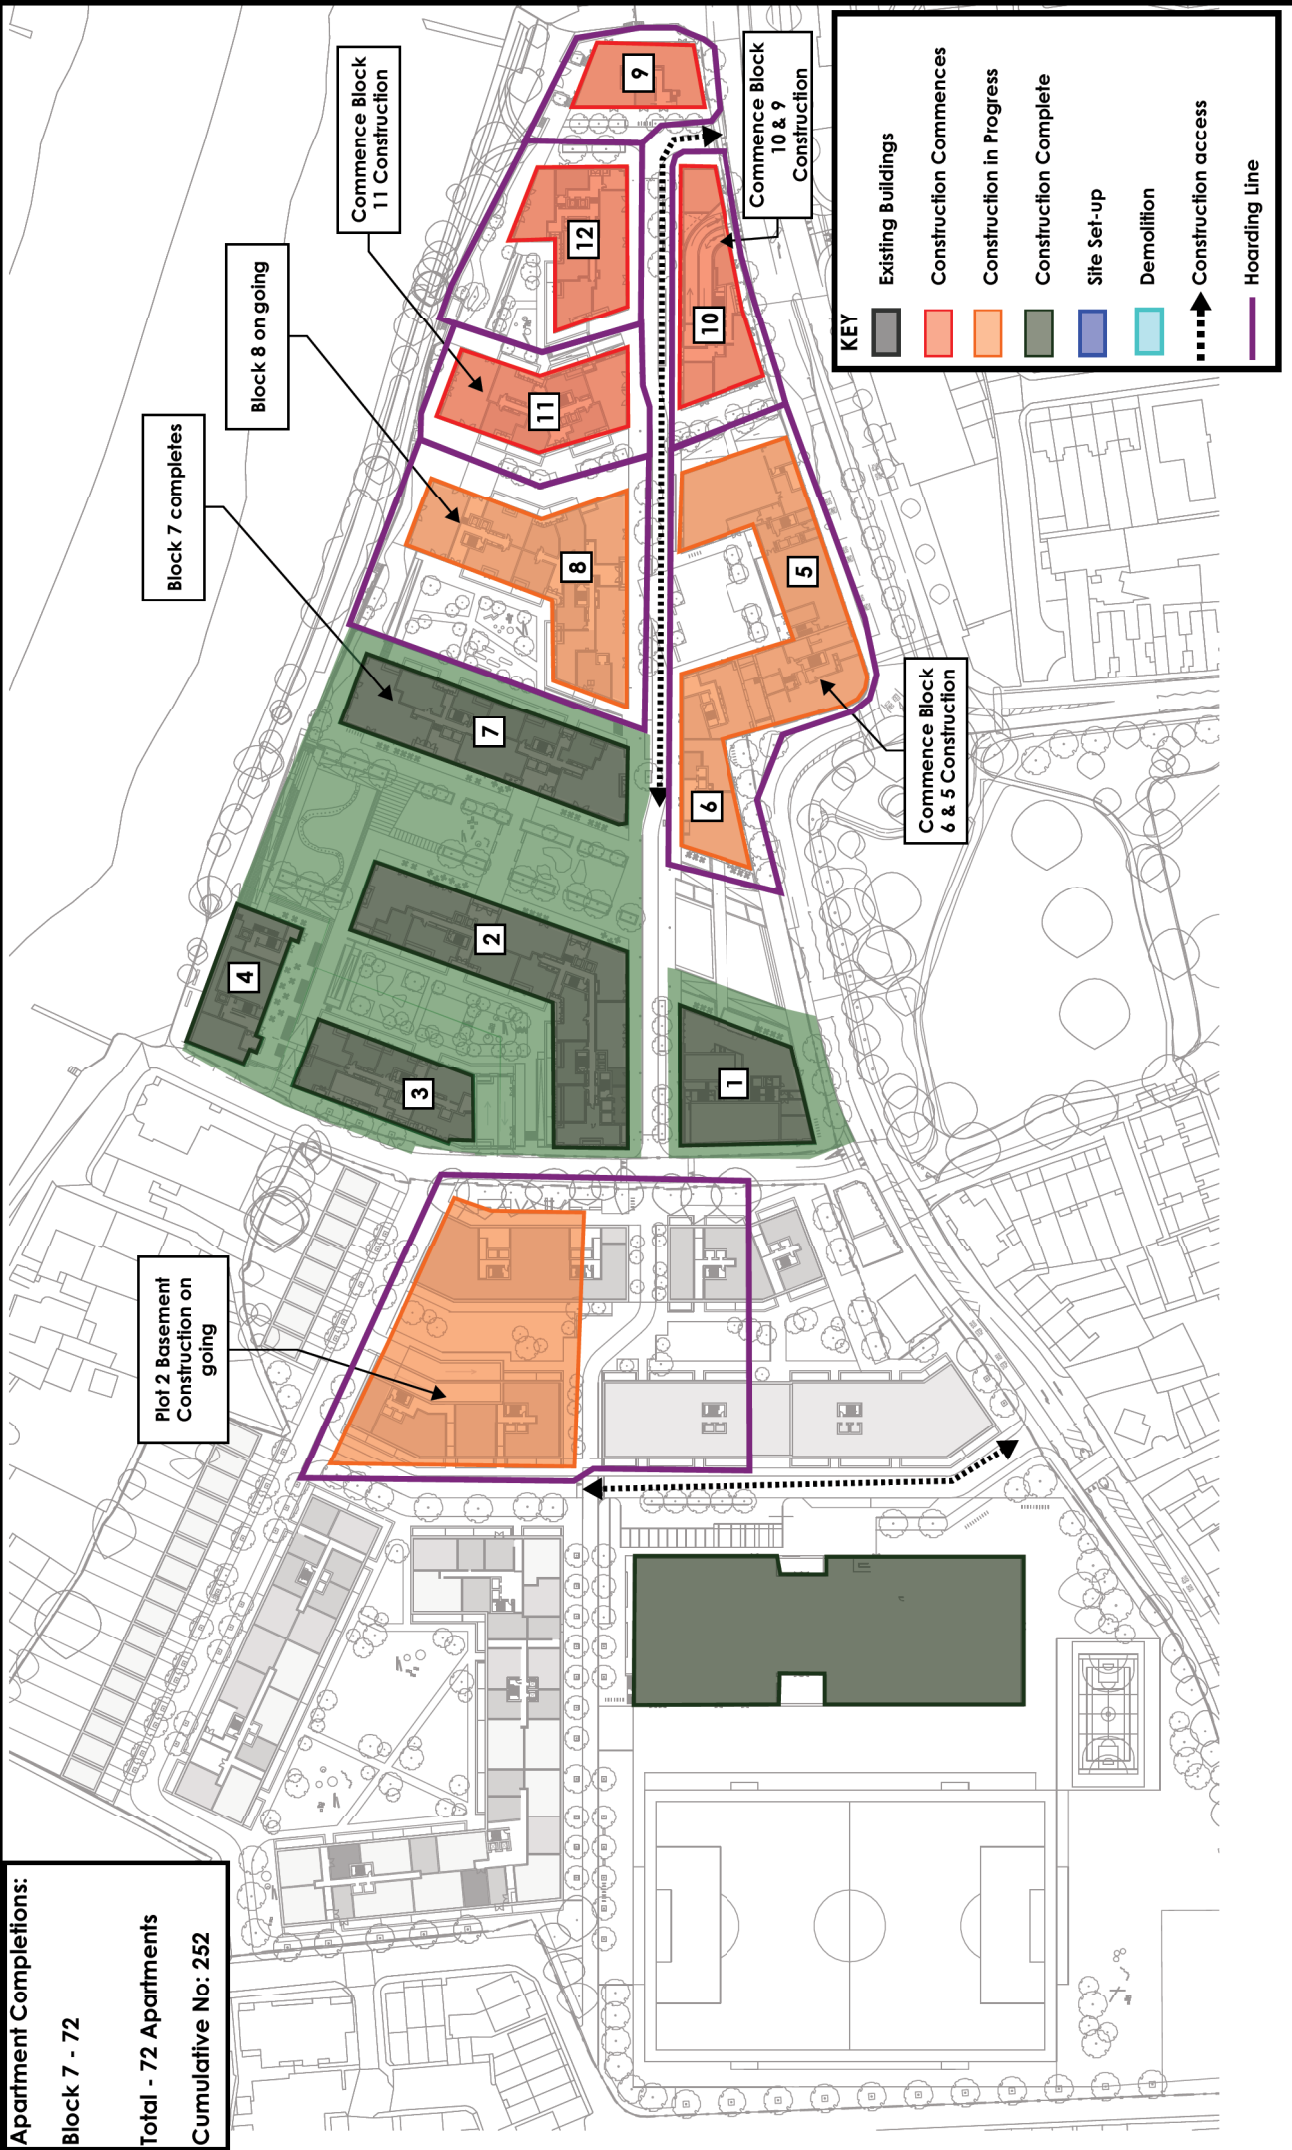 Apartment Completions:
Block 7 - 72
Total - 72 Apartments
Cumulative No: 252
Plot 2 Basement
Construction on
going
Block 7 completes
Block 8 on going
Commence Block
11 Construction
Commence Block
10 & 9
Construction
Commence Block
6 & 5 Construction
4
3
2
1
7
8
6
5
11
12
10
9
KEY
Existing Buildings
Construction Commences
Construction in Progress
Construction Complete
Site Set-up
Demolition
Construction access
Hoarding Line